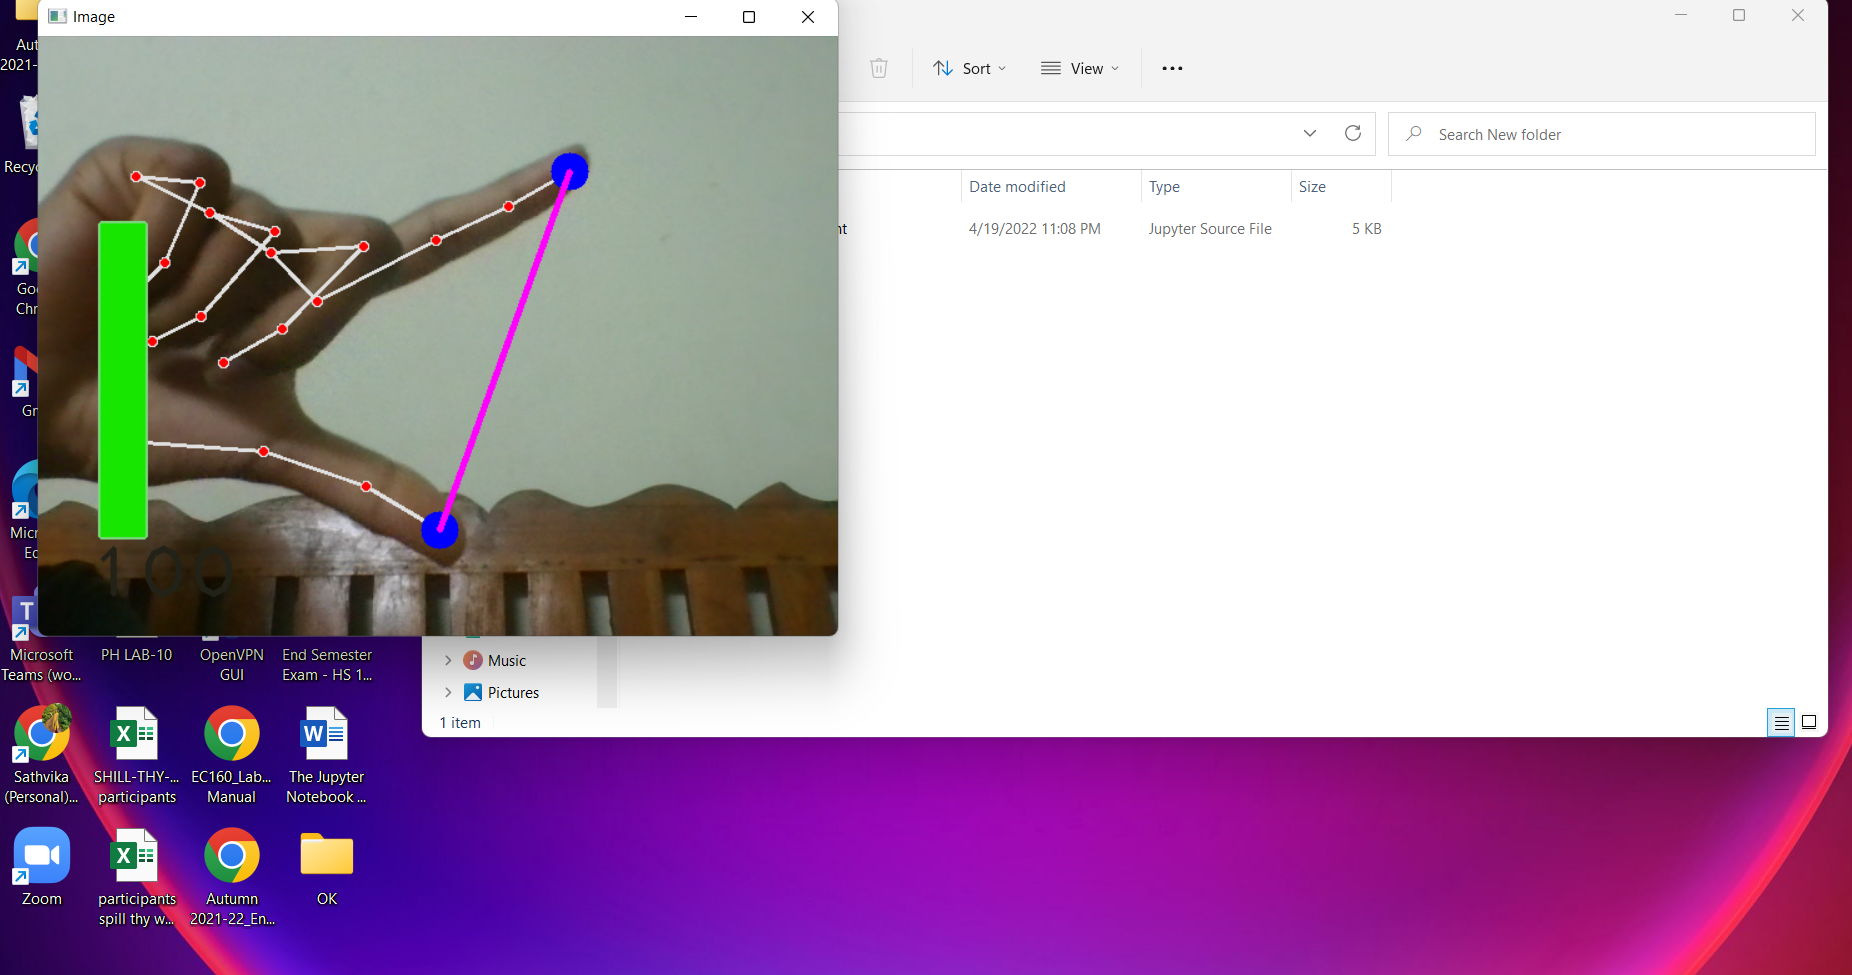 Image
Sort
View
Search New folder
Date modified
Type
Size
nt
4/19/2022 11:08 PM
Jupyter Source File
5 KB
100
Music
Pictures
1 item
Aut
2021-
Recyc
Goo
Chr
Gm
Micr
Ed
Microsoft
Teams (wo...
PH LAB-10
OpenVPN
GUI
End Semester
Exam - HS 1...
Sathvika
(Personal)...
SHILL-THY-...
participants
EC160_Lab...
Manual
The Jupyter
Notebook ...
Zoom
participants
spill thy w...
Autumn
2021-22_En...
OK